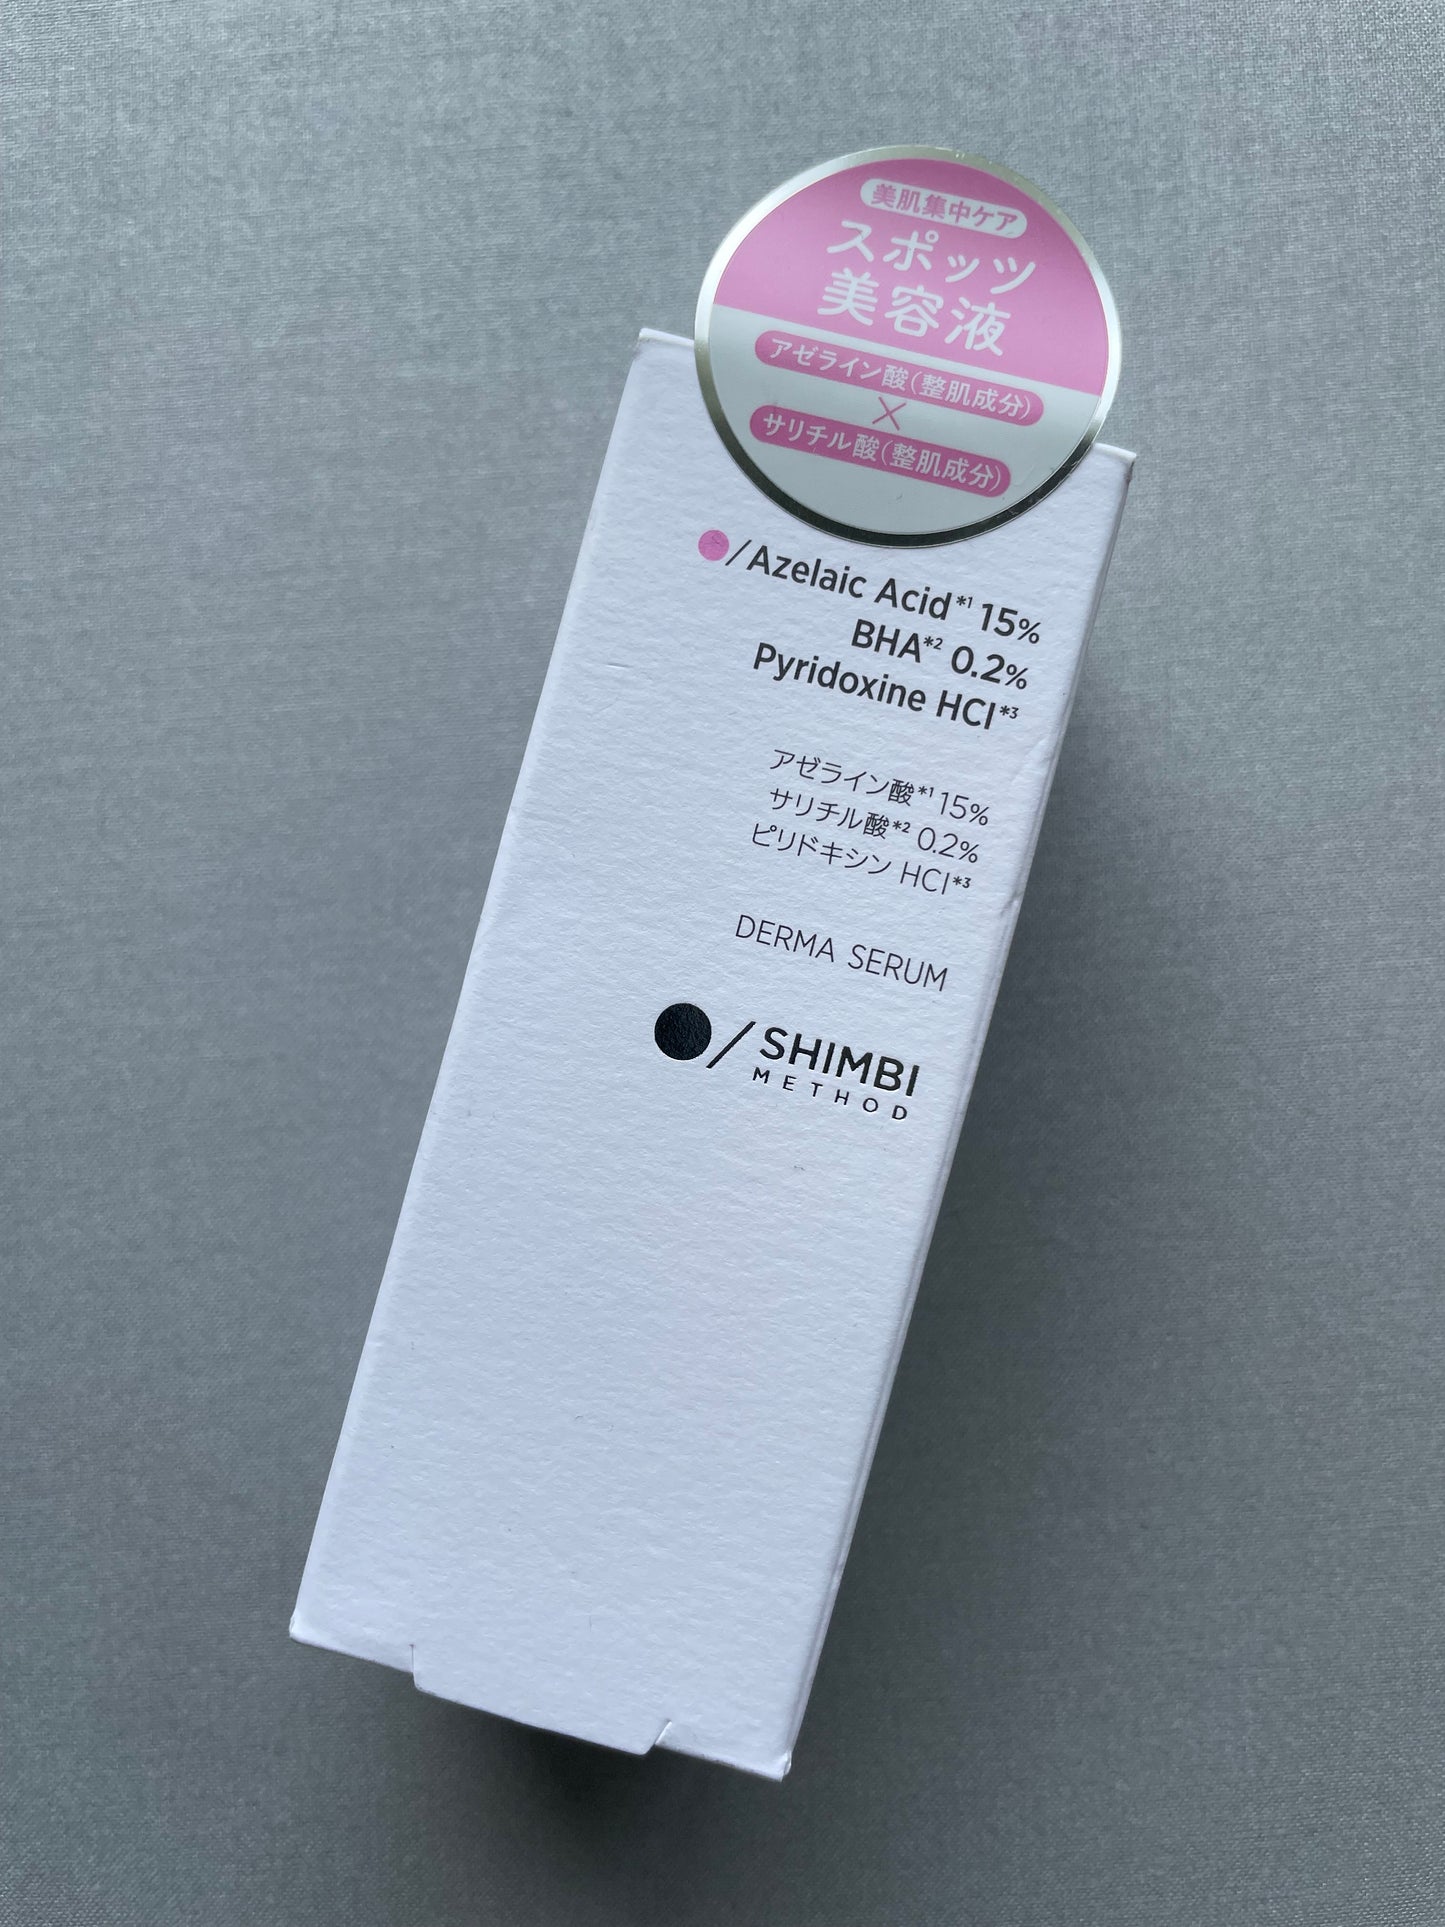 美肌集中ケア
スポッツ
美容液
アゼライン酸(整肌成分)
×
サリチル酸(整肌成分)
/Azelaic Acid*1 15%
BHA*2 0.2%
Pyridoxine HCl*3
アゼライン酸*1 15%
サリチル酸*2 0.2%
ピリドキシン HCl*3
DERMA SERUM
/SHIMBI
METHOD